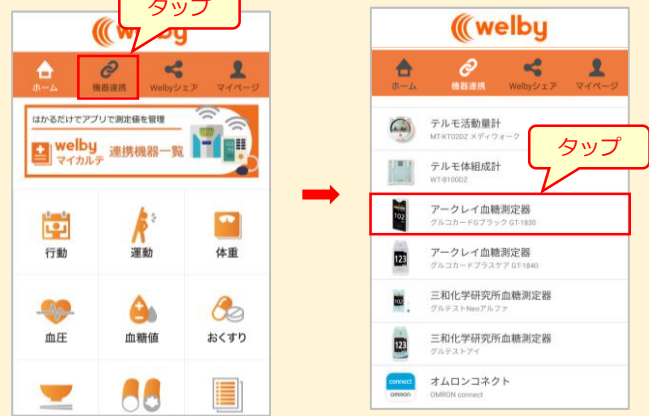 タップ
welby
ホーム
機器連携
Welbyシェア
マイページ
はかるだけでアプリで測定値を管理
welby
マイカルテ
連携機器一覧
行動
運動
体重
血圧
血糖値
おくすり
welby
ホーム
機器連携
Welbyシェア
マイページ
テルモ活動量計
MT-KT02DZ メディウォーク
タップ
テルモ体組成計
WT-B100DZ
アークレイ血糖測定器
グルコカードGブラック GT-1830
102
アークレイ血糖測定器
グルコカードプラスケア GT-1840
123
三和化学研究所血糖測定器
グルテストNeoアルファ
三和化学研究所血糖測定器
グルテストアイ
123
connect
omron
オムロンコネクト
OMRON connect